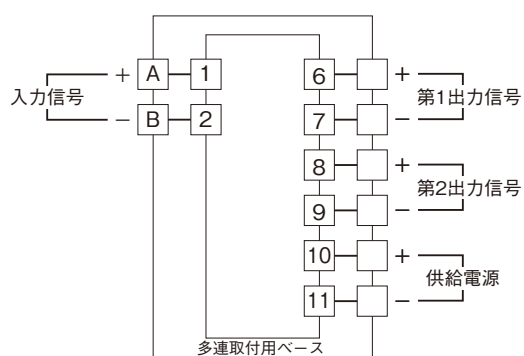 入力信号
+ A 1
− B 2
6 +
7 −
第1出力信号
8 +
9 −
第2出力信号
10 +
11 −
供給電源
多連取付用ベース